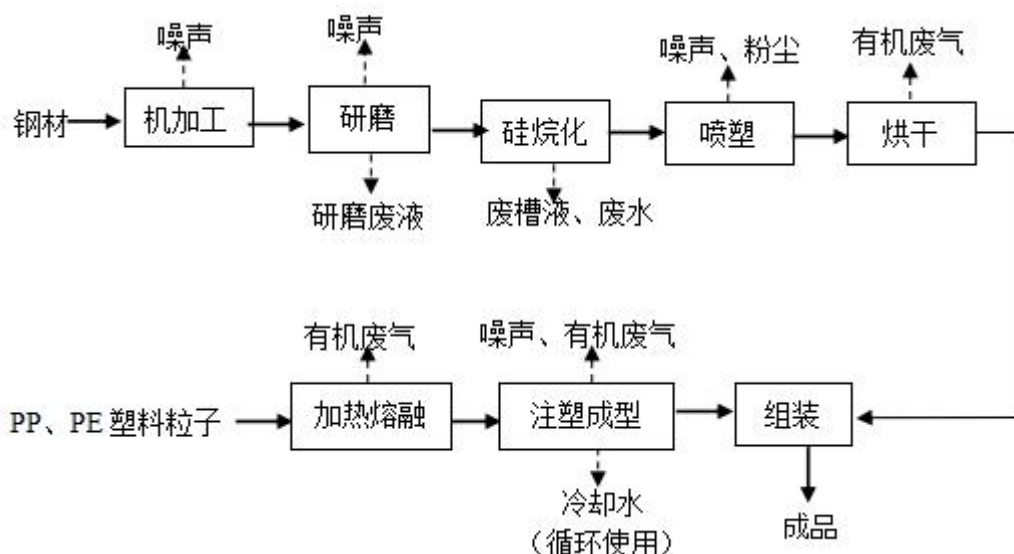 噪声
噪声
噪声、粉尘
有机废气
钢材
机加工
研磨
硅烷化
喷塑
烘干
研磨废液
废槽液、废水
有机废气
噪声、有机废气
PP、PE 塑料粒子
加热熔融
注塑成型
组装
冷却水
（循环使用）
成品